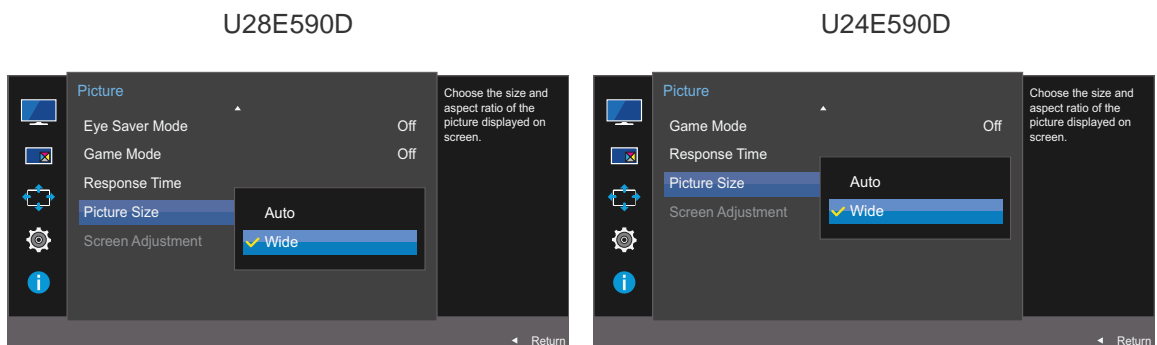 U28E590D
Picture
Eye Saver Mode Off
Game Mode Off
Response Time
Picture Size
Screen Adjustment
Auto
Wide
Choose the size and
aspect ratio of the
picture displayed on
screen.
Return
U24E590D
Picture
Game Mode Off
Response Time
Picture Size
Screen Adjustment
Auto
Wide
Choose the size and
aspect ratio of the
picture displayed on
screen.
Return